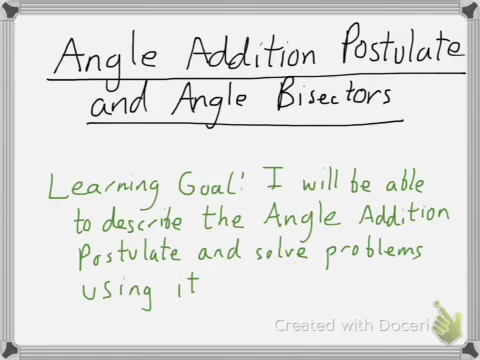 Angle Addition Postulate
and Angle Bisectors
Learning Goal: I will be able
to describe the Angle Addition
Postulate and solve problems
using it
Created with Doceri